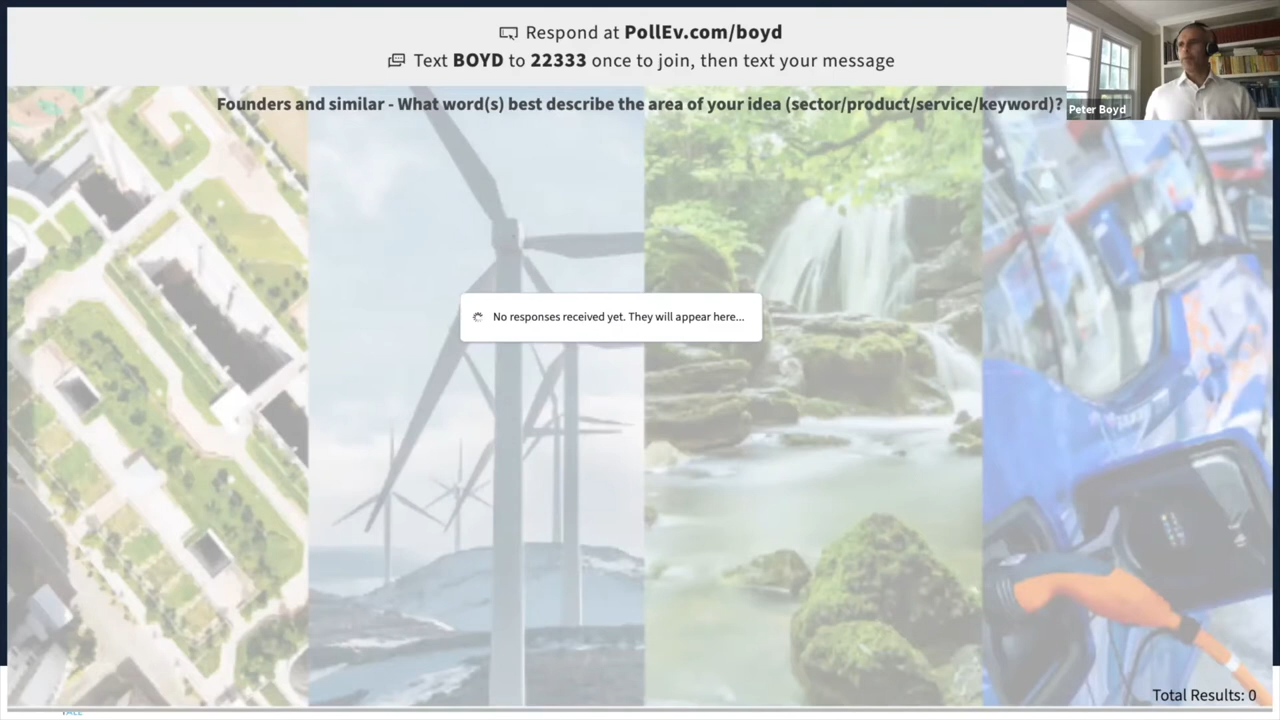 Respond at PollEv.com/boyd
Text BOYD to 22333 once to join, then text your message
Founders and similar - What word(s) best describe the area of your idea (sector/product/service/keyword)?
Peter Boyd
No responses received yet. They will appear here...
Total Results: 0